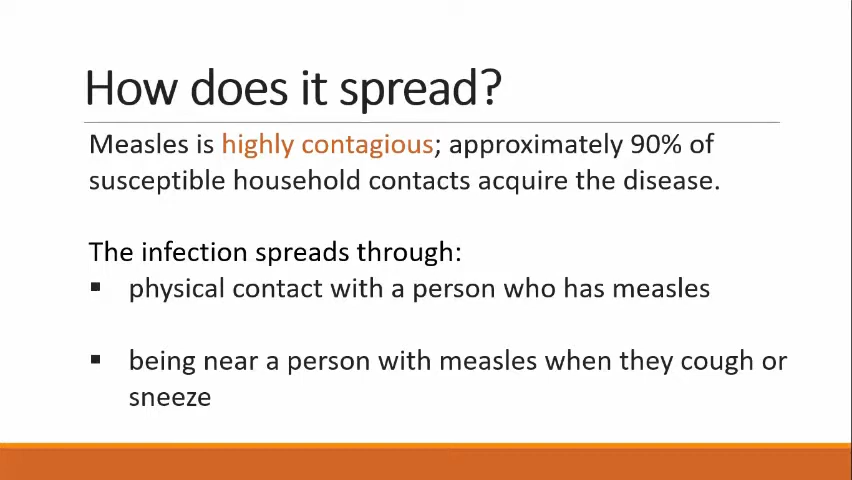 How does it spread?
Measles is highly contagious; approximately 90% of
susceptible household contacts acquire the disease.
The infection spreads through:
▪ physical contact with a person who has measles
▪ being near a person with measles when they cough or
sneeze